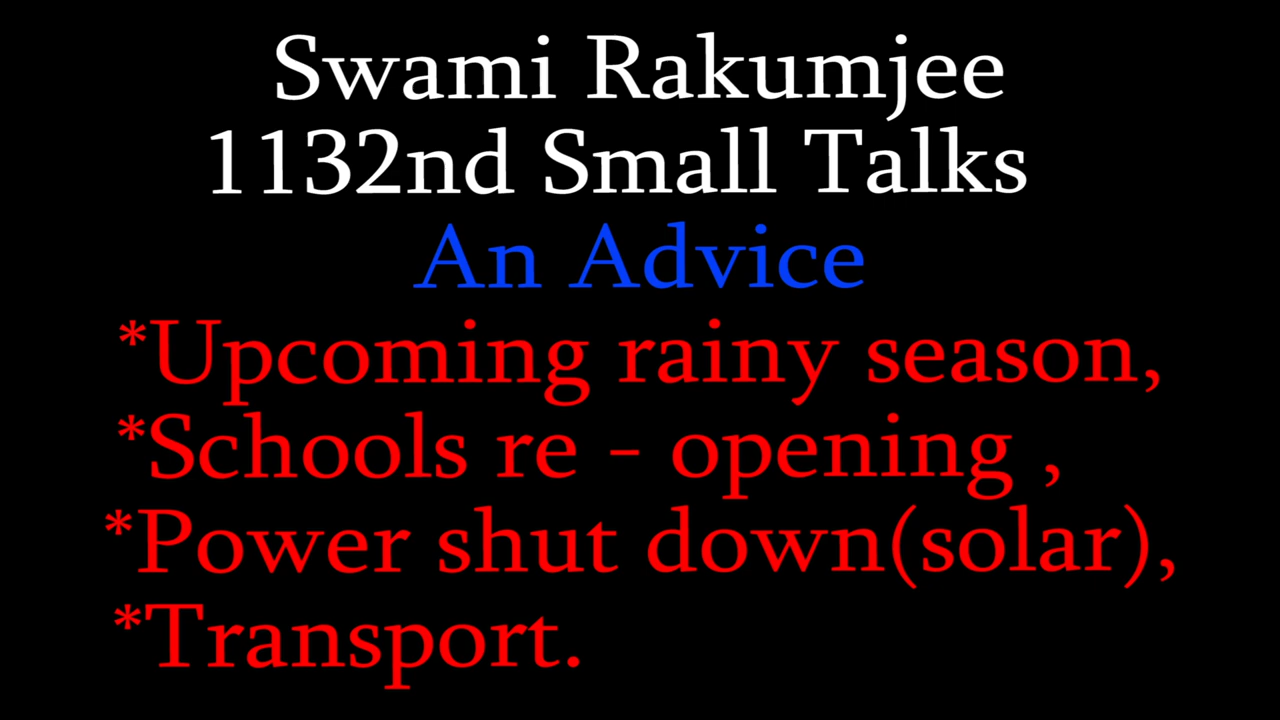 Swami Rakumjee
1132nd Small Talks
An Advice
*Upcoming rainy season,
*Schools re - opening ,
*Power shut down(solar),
*Transport.